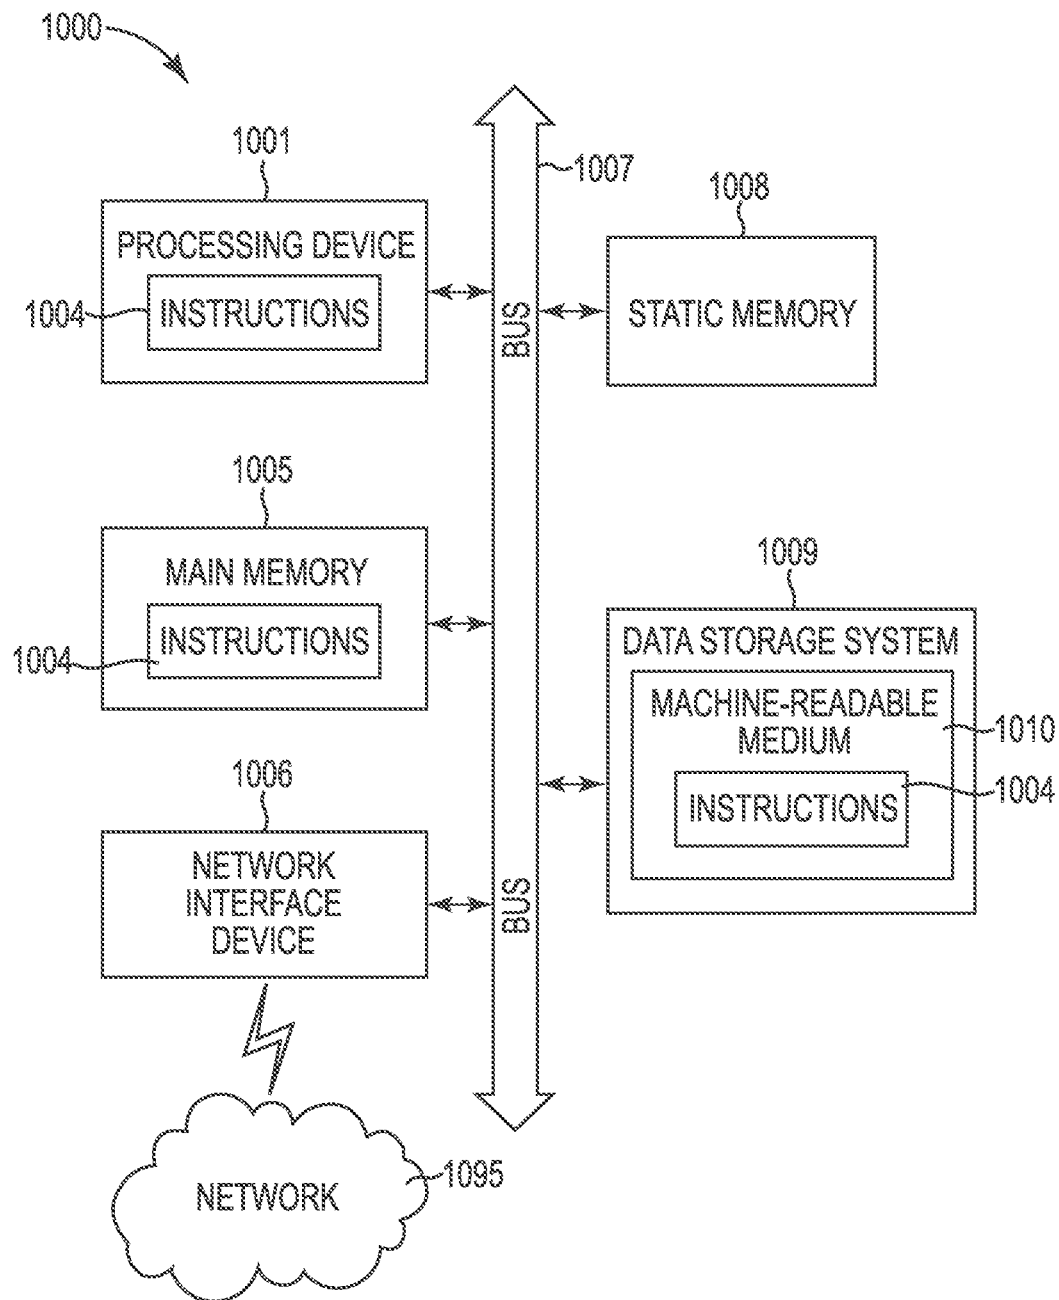 1000
1001
PROCESSING DEVICE
1004
INSTRUCTIONS
1007
1008
STATIC MEMORY
BUS
1005
MAIN MEMORY
1004
INSTRUCTIONS
1009
DATA STORAGE SYSTEM
MACHINE-READABLE
MEDIUM
1010
INSTRUCTIONS
1004
1006
NETWORK
INTERFACE
DEVICE
BUS
NETWORK
1095